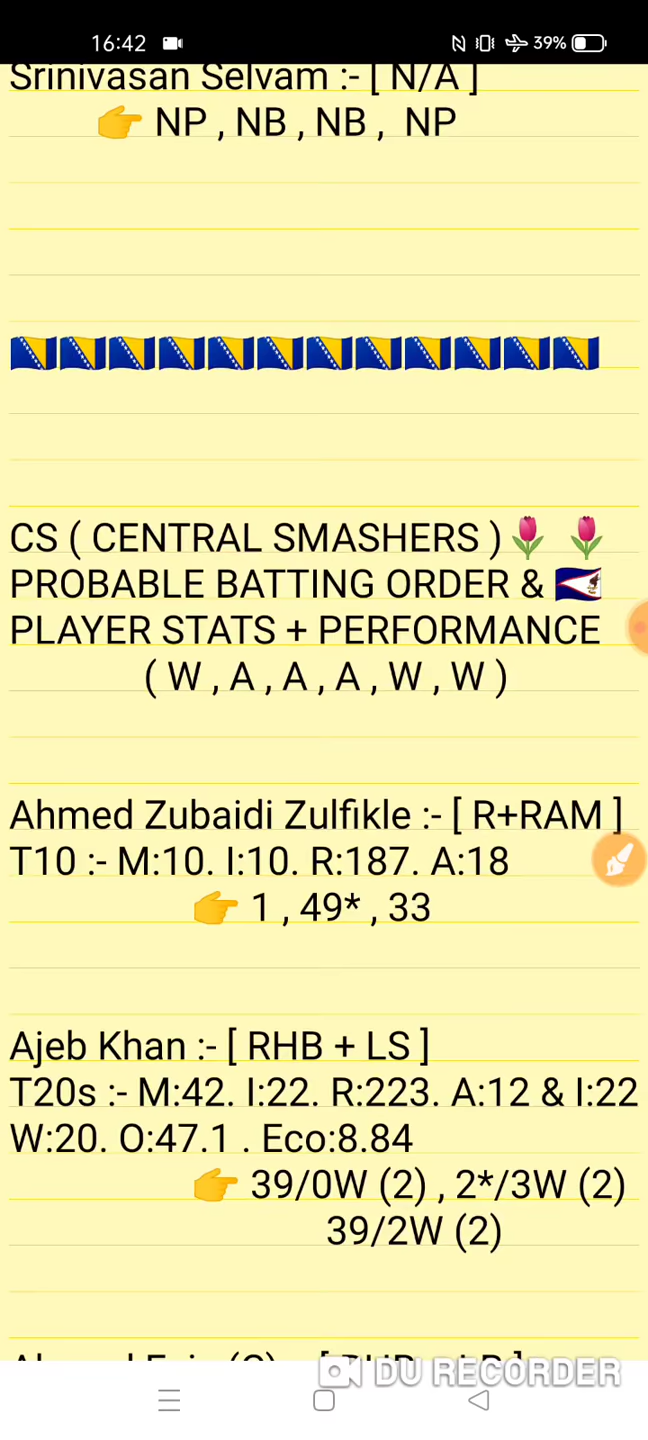 16:42 39%
Srinivasan Selvam :- [ N/A ]
👉 NP , NB , NB , NP
🇧🇦🇧🇦🇧🇦🇧🇦🇧🇦🇧🇦🇧🇦🇧🇦🇧🇦🇧🇦🇧🇦🇧🇦
CS ( CENTRAL SMASHERS )🌷 🌷
PROBABLE BATTING ORDER & 🇦🇸
PLAYER STATS + PERFORMANCE
( W , A , A , A , W , W )
Ahmed Zubaidi Zulfikle :- [ R+RAM ]
T10 :- M:10. I:10. R:187. A:18
👉 1 , 49* , 33
Ajeb Khan :- [ RHB + LS ]
T20s :- M:42. I:22. R:223. A:12 & I:22
W:20. O:47.1 . Eco:8.84
👉 39/0W (2) , 2*/3W (2)
39/2W (2)
DU RECORDER